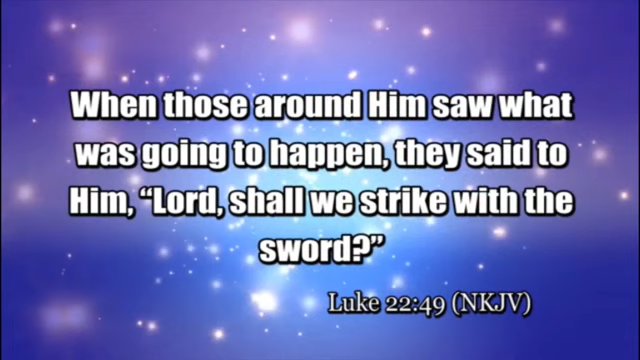 When those around Him saw what
was going to happen, they said to
Him, “Lord, shall we strike with the
sword?”
Luke 22:49 (NKJV)